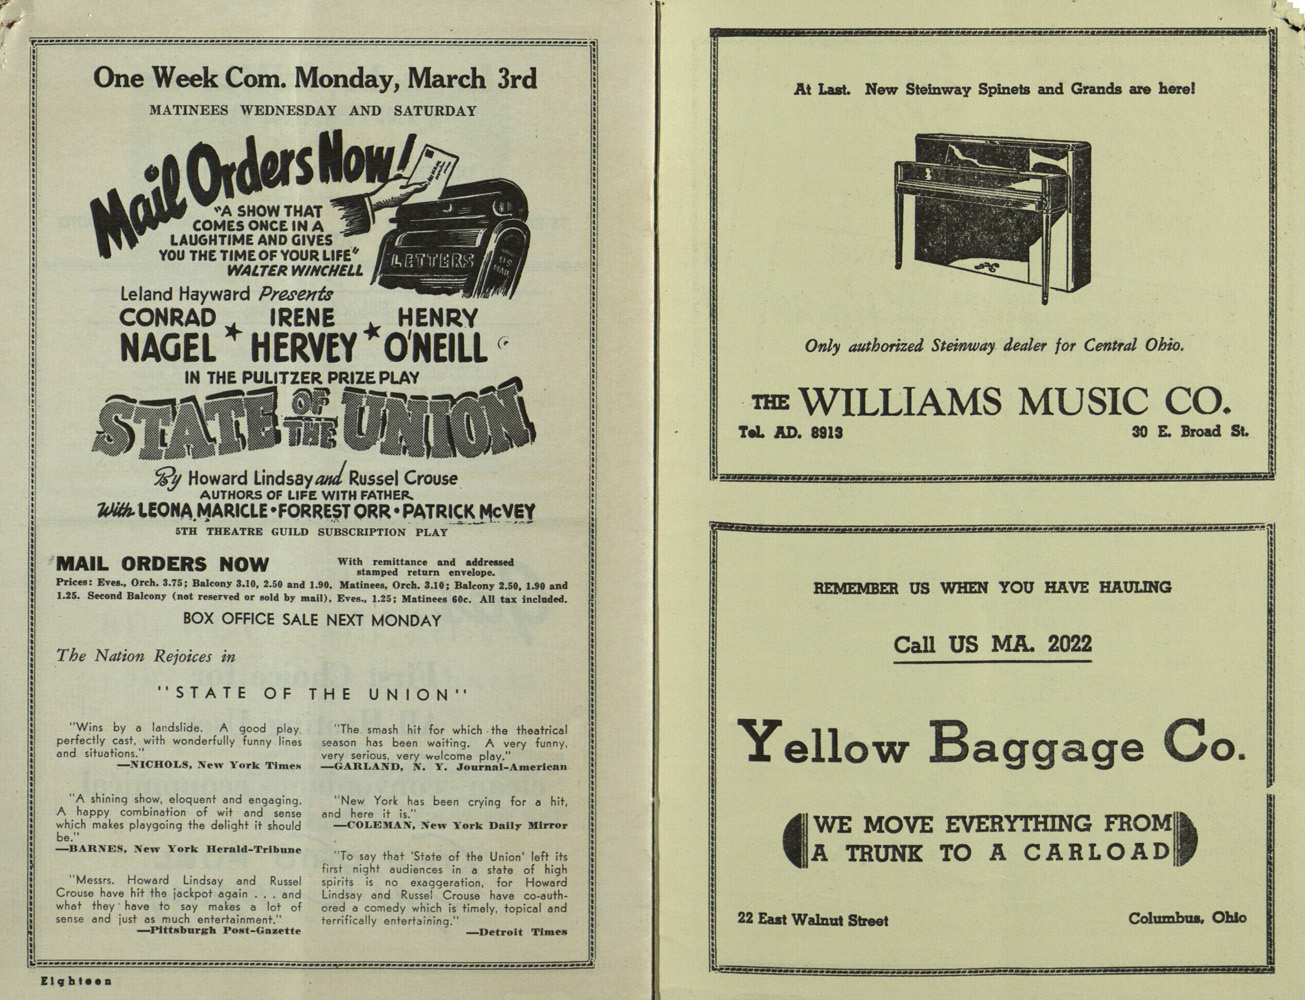 One Week Com. Monday, March 3rd
MATINEES WEDNESDAY AND SATURDAY
Mail Orders Now!
"A SHOW THAT
COMES ONCE IN A
LAUGHTIME AND GIVES
YOU THE TIME OF YOUR LIFE"
WALTER WINCHELL
LETTERS
U.S.
MAIL
Leland Hayward Presents
CONRAD IRENE HENRY
NAGEL * HERVEY * O'NEILL
IN THE PULITZER PRIZE PLAY
STATE OF THE UNION
By Howard Lindsay and Russel Crouse
AUTHORS OF LIFE WITH FATHER
With LEONA MARICLE • FORREST ORR • PATRICK McVEY
5TH THEATRE GUILD SUBSCRIPTION PLAY
MAIL ORDERS NOW With remittance and addressed
stamped return envelope.
Prices: Eves., Orch. 3.75; Balcony 3.10, 2.50 and 1.90. Matinees, Orch. 3.10; Balcony 2.50, 1.90 and
1.25. Second Balcony (not reserved or sold by mail), Eves., 1.25; Matinees 60c. All tax included.
BOX OFFICE SALE NEXT MONDAY
The Nation Rejoices in
"STATE OF THE UNION"
"Wins by a landslide. A good play,
perfectly cast, with wonderfully funny lines
and situations."
—NICHOLS, New York Times
"A shining show, eloquent and engaging.
A happy combination of wit and sense
which makes playgoing the delight it should
be."
—BARNES, New York Herald-Tribune
"Messrs. Howard Lindsay and Russel
Crouse have hit the jackpot again . . . and
what they have to say makes a lot of
sense and just as much entertainment."
—Pittsburgh Post-Gazette
"The smash hit for which the theatrical
season has been waiting. A very funny,
very serious, very welcome play."
—GARLAND, N. Y. Journal-American
"New York has been crying for a hit,
and here it is."
—COLEMAN, New York Daily Mirror
"To say that 'State of the Union' left its
first night audiences in a state of high
spirits is no exaggeration, for Howard
Lindsay and Russel Crouse have co-auth-
ored a comedy which is timely, topical and
terrifically entertaining."
—Detroit Times
Eighteen
At Last. New Steinway Spinets and Grands are here!
Only authorized Steinway dealer for Central Ohio.
THE WILLIAMS MUSIC CO.
Tel. AD. 8913 30 E. Broad St.
REMEMBER US WHEN YOU HAVE HAULING
Call US MA. 2022
Yellow Baggage Co.
WE MOVE EVERYTHING FROM
A TRUNK TO A CARLOAD
22 East Walnut Street Columbus, Ohio